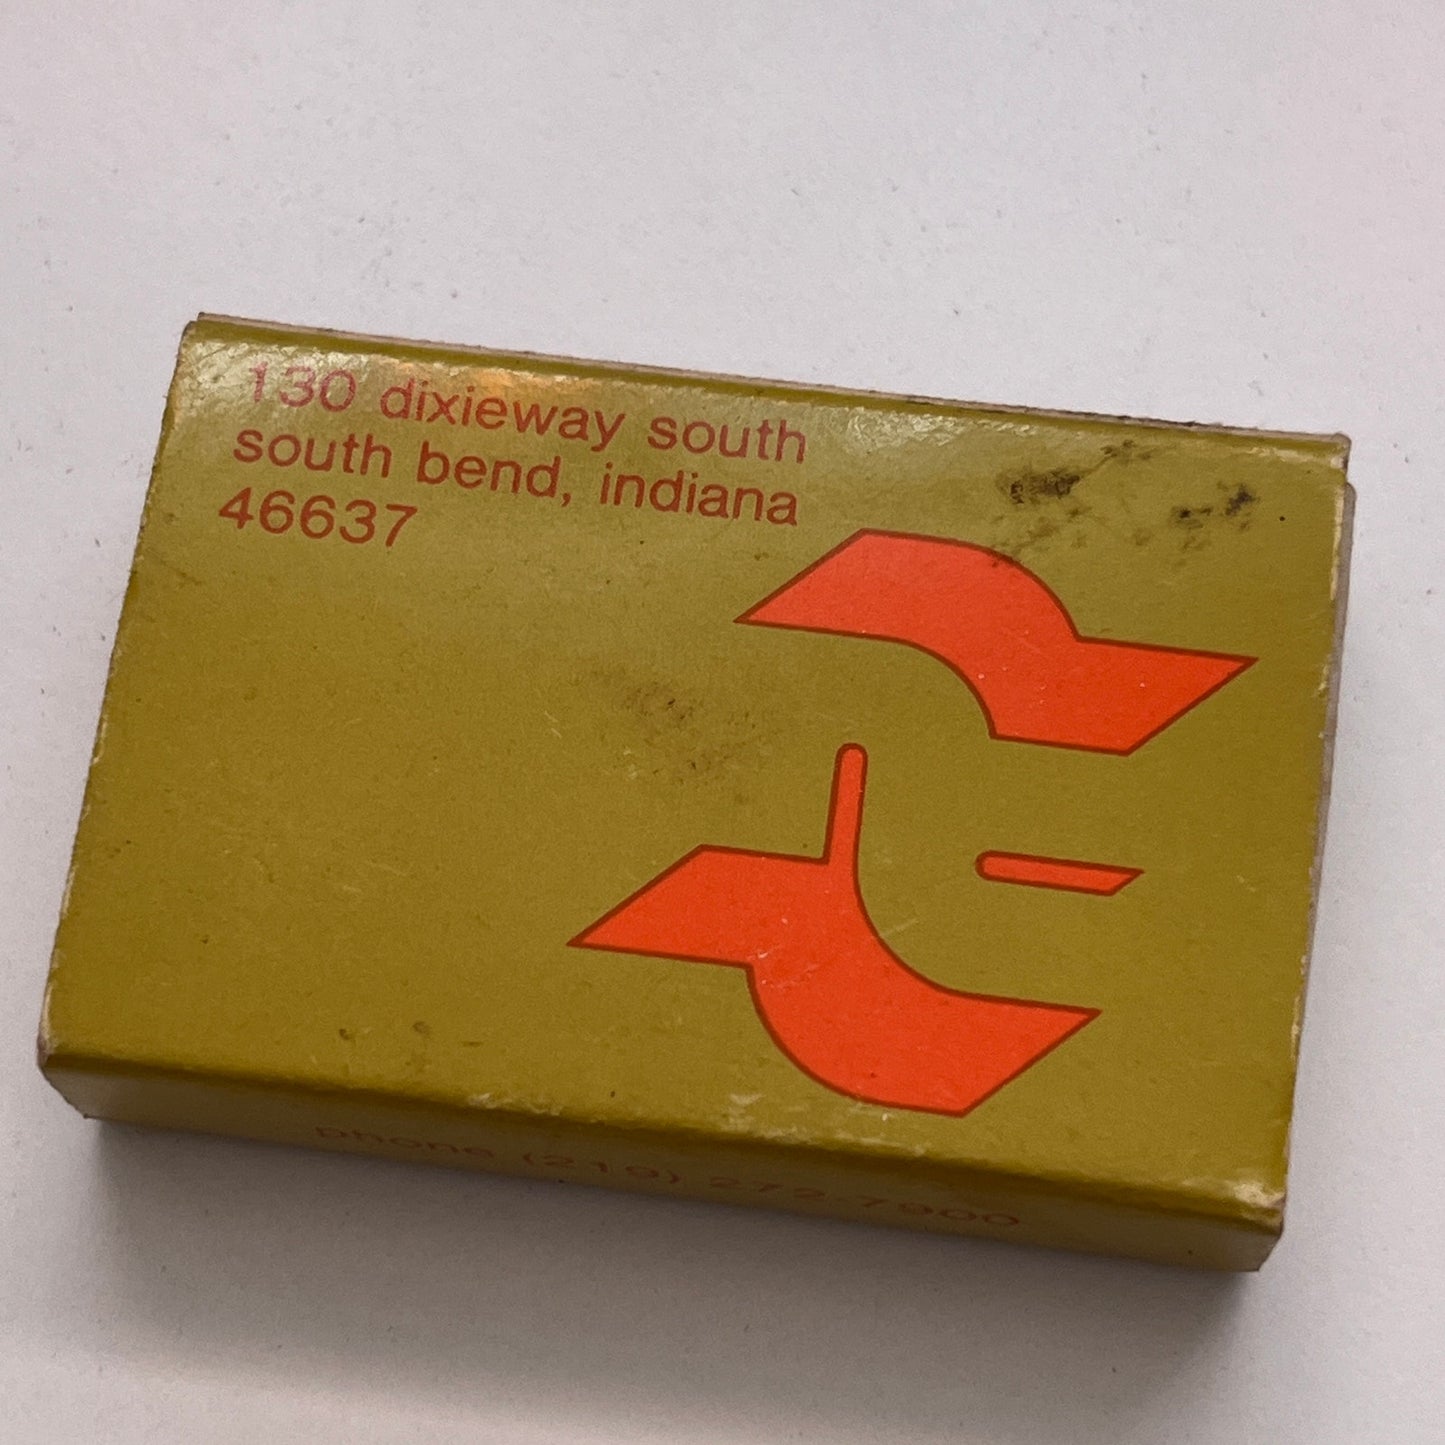 130 dixieway south
south bend, indiana
46637
phone (219) 272-7900